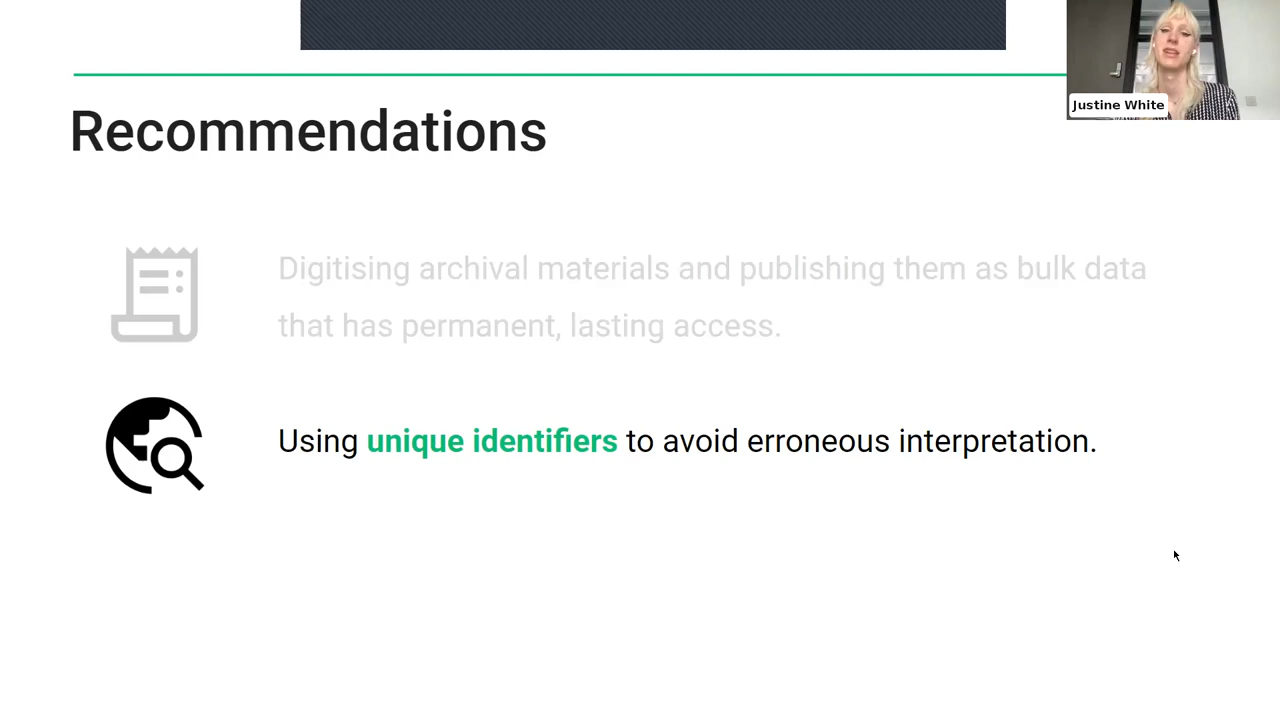 Justine White
Recommendations
Digitising archival materials and publishing them as bulk data
that has permanent, lasting access.
Using unique identifiers to avoid erroneous interpretation.